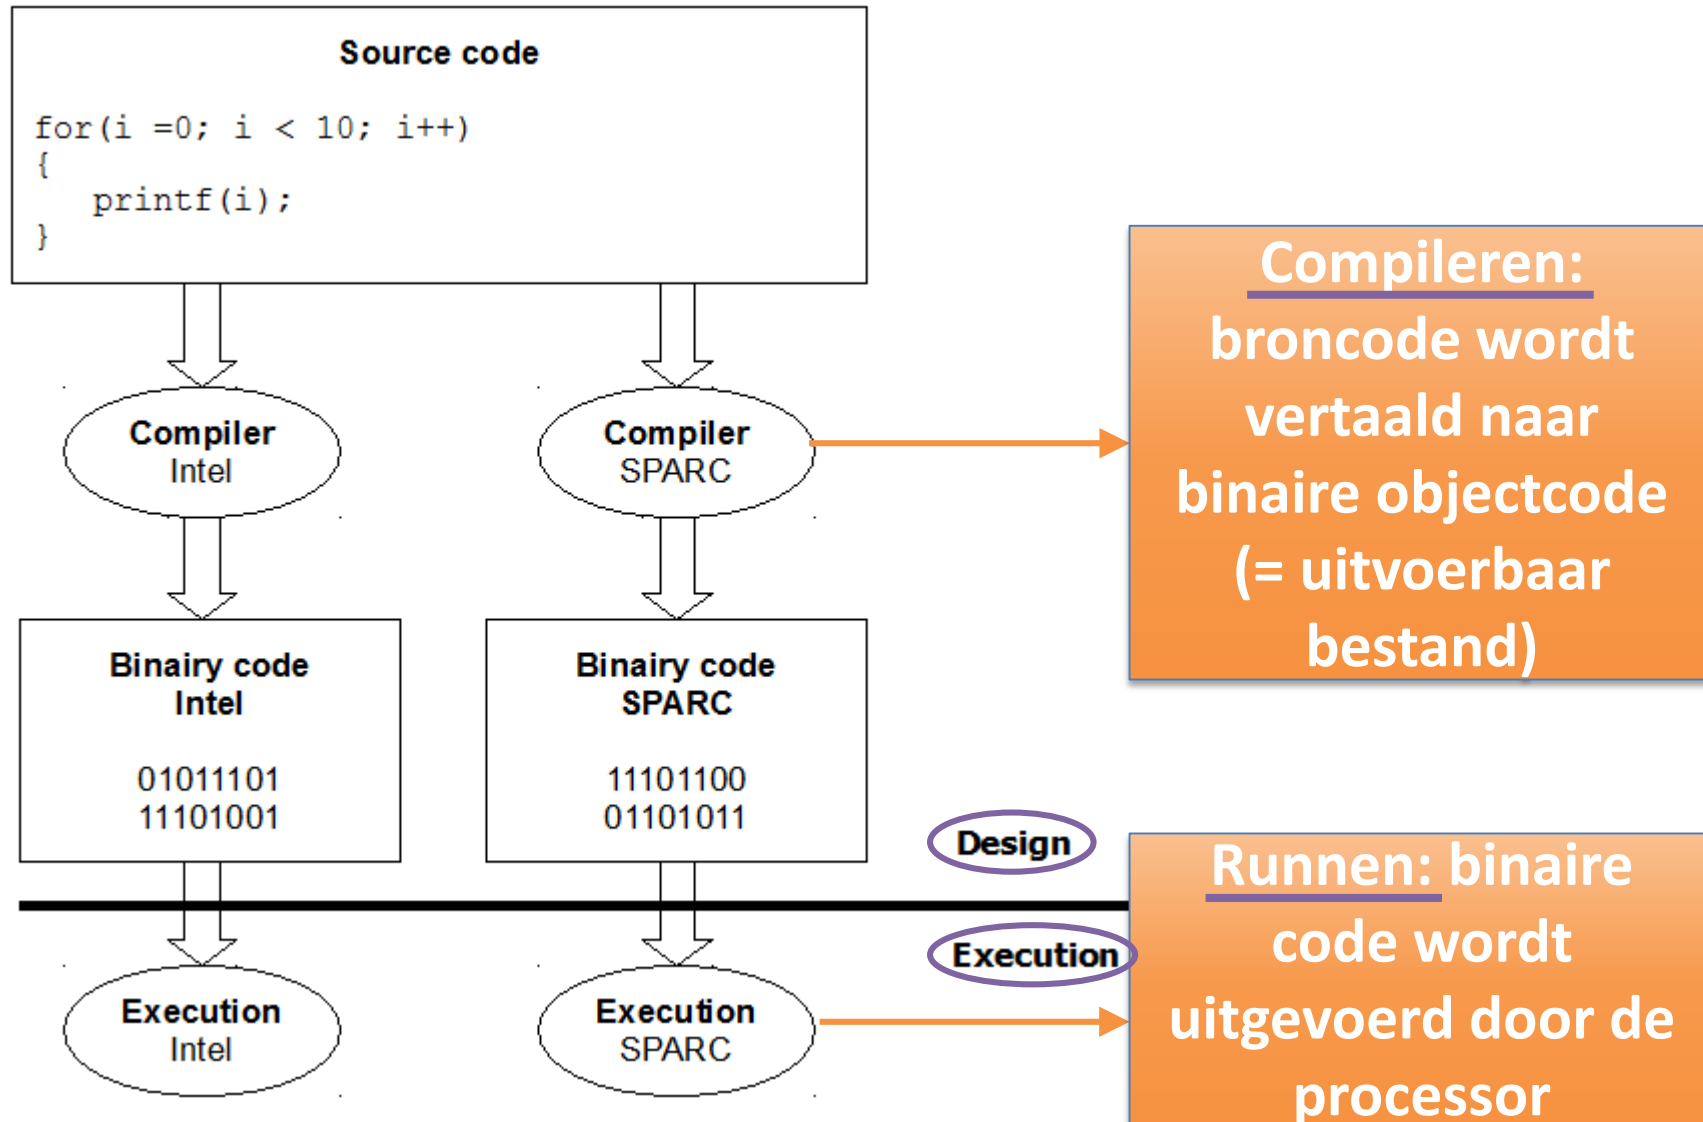 Source code
for(i =0; i < 10; i++)
{
printf(i);
}
Compiler
Intel
Compiler
SPARC
Compileren:
broncode wordt
vertaald naar
binaire objectcode
(= uitvoerbaar
bestand)
Binairy code
Intel
01011101
11101001
Binairy code
SPARC
11101100
01101011
Design
Execution
Execution
Intel
Execution
SPARC
Runnen: binaire
code wordt
uitgevoerd door de
processor